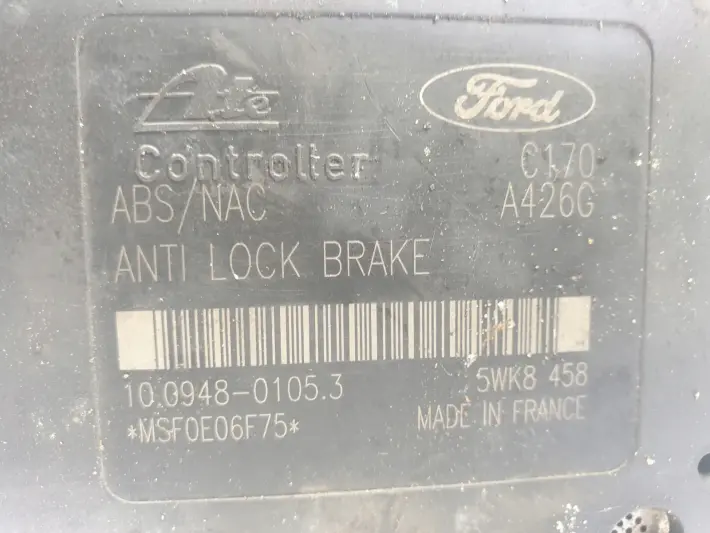 Ate Ford
Controller C170
ABS/NAC A426G
ANTI LOCK BRAKE
10.0948-0105.3 5WK8 458
*MSF0E06F75* MADE IN FRANCE